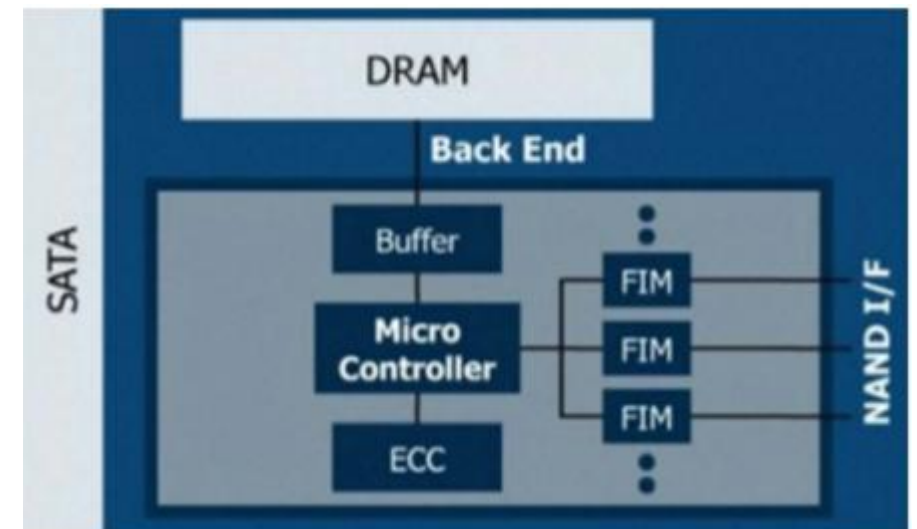 DRAM
Back End
SATA
Buffer
FIM
Micro
Controller
FIM
FIM
ECC
NAND I/F